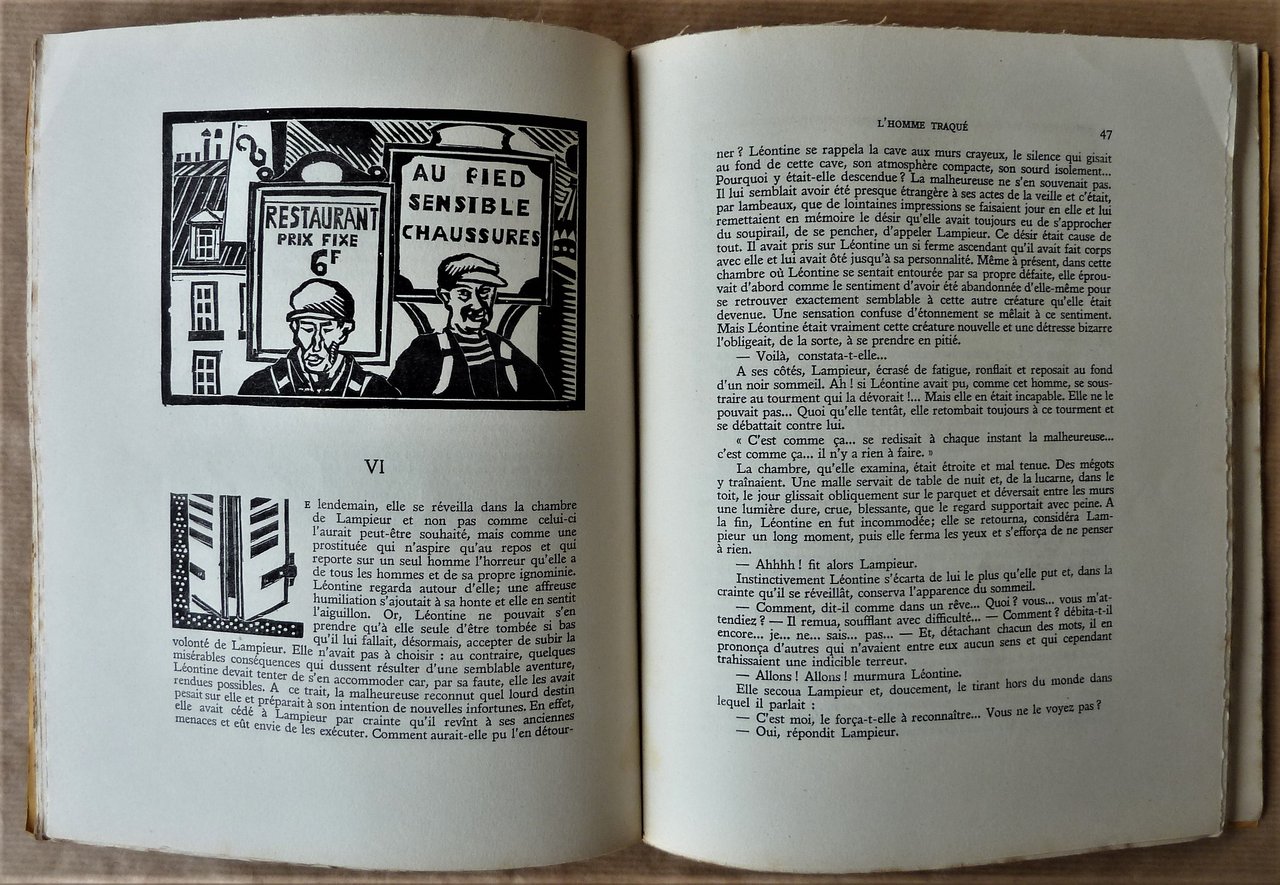 RESTAURANT
PRIX FIXE
6F
AU PIED
SENSIBLE
CHAUSSURES
VI
E lendemain, elle se réveilla dans la chambre
de Lampieur et non pas comme celui-ci
l'aurait peut-être souhaité, mais comme une
prostituée qui n'aspire qu'au repos et qui
reporte sur un seul homme l'horreur qu'elle a
de tous les hommes et de sa propre ignominie.
Léontine regarda autour d'elle; une affreuse
humiliation s'ajoutait à sa honte et elle en sentit
l'aiguillon. Or, Léontine ne pouvait s'en
prendre qu'à elle seule d'être tombée si bas
qu'il lui fallait, désormais, accepter de subir la
volonté de Lampieur. Elle n'avait pas à choisir : au contraire, quelques
misérables conséquences qui dussent résulter d'une semblable aventure,
Léontine devait tenter de s'en accommoder car, par sa faute, elle les avait
rendues possibles. A ce trait, la malheureuse reconnut quel lourd destin
pesait sur elle et préparait à son intention de nouvelles infortunes. En effet,
elle avait cédé à Lampieur par crainte qu'il revînt à ses anciennes
menaces et eût envie de les exécuter. Comment aurait-elle pu l'en détour-
L'HOMME TRAQUÉ
47
ner ? Léontine se rappela la cave aux murs crayeux, le silence qui gisait
au fond de cette cave, son atmosphère compacte, son sourd isolement...
Pourquoi y était-elle descendue ? La malheureuse ne s'en souvenait pas.
Il lui semblait avoir été presque étrangère à ses actes de la veille et c'était,
par lambeaux, que de lointaines impressions se faisaient jour en elle et lui
remettaient en mémoire le désir qu'elle avait toujours eu de s'approcher
du soupirail, de se pencher, d'appeler Lampieur. Ce désir était cause de
tout. Il avait pris sur Léontine un si ferme ascendant qu'il avait fait corps
avec elle et lui avait ôté jusqu'à sa personnalité. Même à présent, dans cette
chambre où Léontine se sentait entourée par sa propre défaite, elle éprou-
vait d'abord comme le sentiment d'avoir été abandonnée d'elle-même pour
se retrouver exactement semblable à cette autre créature qu'elle était
devenue. Une sensation confuse d'étonnement se mêlait à ce sentiment.
Mais Léontine était vraiment cette créature nouvelle et une détresse bizarre
l'obligeait, de la sorte, à se prendre en pitié.
— Voilà, constata-t-elle...
A ses côtés, Lampieur, écrasé de fatigue, ronflait et reposait au fond
d'un noir sommeil. Ah ! si Léontine avait pu, comme cet homme, se sous-
traire au tourment qui la dévorait !... Mais elle en était incapable. Elle ne le
pouvait pas... Quoi qu'elle tentât, elle retombait toujours à ce tourment et
se débattait contre lui.
« C'est comme ça... se redisait à chaque instant la malheureuse...
c'est comme ça... il n'y a rien à faire. »
La chambre, qu'elle examina, était étroite et mal tenue. Des mégots
y traînaient. Une malle servait de table de nuit et, de la lucarne, dans le
toit, le jour glissait obliquement sur le parquet et déversait entre les murs
une lumière dure, crue, blessante, que le regard supportait avec peine. A
la fin, Léontine en fut incommodée; elle se retourna, considéra Lam-
pieur un long moment, puis elle ferma les yeux et s'efforça de ne penser
à rien.
— Ahhhh ! fit alors Lampieur.
Instinctivement Léontine s'écarta de lui le plus qu'elle put et, dans la
crainte qu'il se réveillât, conserva l'apparence du sommeil.
— Comment, dit-il comme dans un rêve... Quoi ? vous... vous m'at-
tendiez ? — Il remua, soufflant avec difficulté... — Comment ? débita-t-il
encore... je... ne... sais... pas... — Et, détachant chacun des mots, il en
prononça d'autres qui n'avaient entre eux aucun sens et qui cependant
trahissaient une indicible terreur.
— Allons ! Allons ! murmura Léontine.
Elle secoua Lampieur et, doucement, le tirant hors du monde dans
lequel il parlait :
— C'est moi, le força-t-elle à reconnaître... Vous ne le voyez pas ?
— Oui, répondit Lampieur.